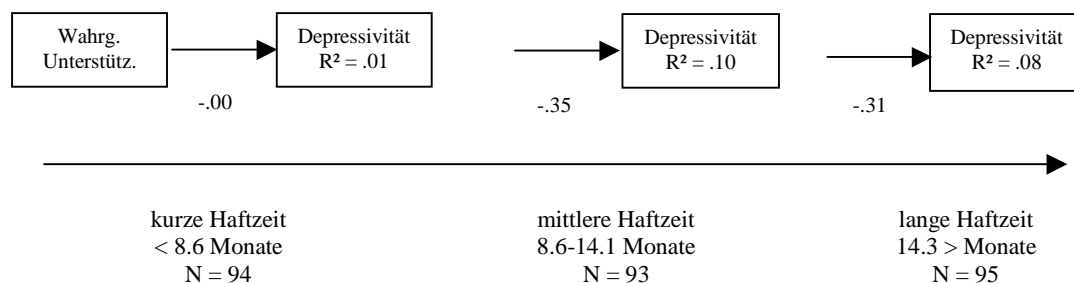 Wahrg.
Unterstütz.
Depressivität
R² = .01
Depressivität
R² = .10
Depressivität
R² = .08
-.00
-.35
-.31
kurze Haftzeit
< 8.6 Monate
N = 94
mittlere Haftzeit
8.6-14.1 Monate
N = 93
lange Haftzeit
14.3 > Monate
N = 95